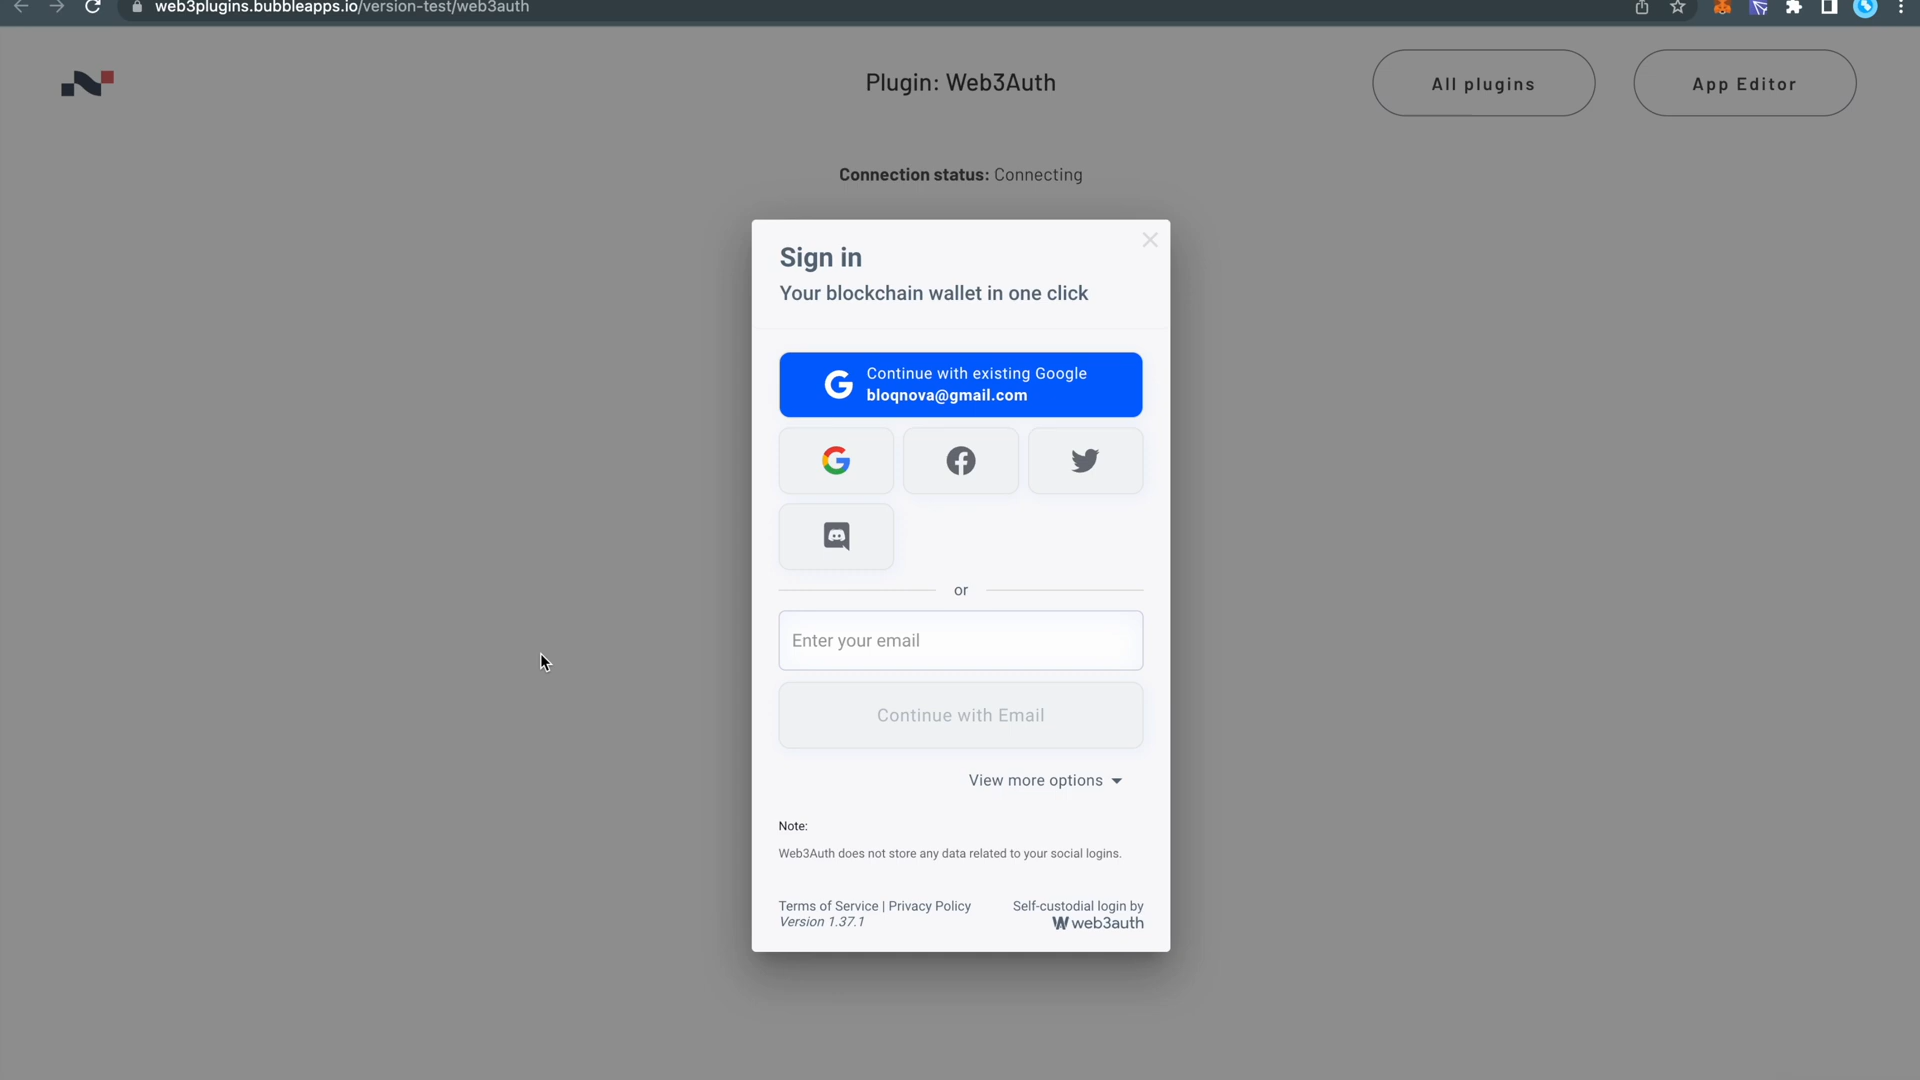 web3plugins.bubbleapps.io/version-test/web3auth
Plugin: Web3Auth
All plugins
App Editor
Connection status: Connecting
Sign in
Your blockchain wallet in one click
Continue with existing Google
bloqnova@gmail.com
or
Enter your email
Continue with Email
View more options
Note:
Web3Auth does not store any data related to your social logins.
Terms of Service | Privacy Policy
Version 1.37.1
Self-custodial login by
web3auth